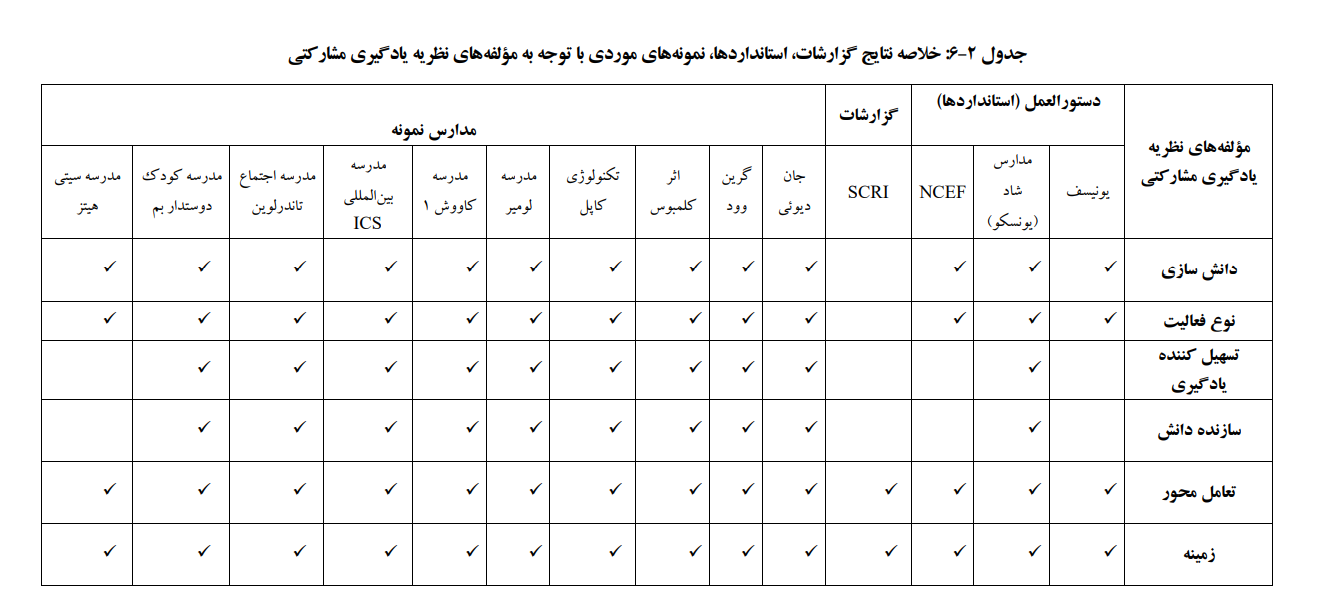 جدول ۲-۶: خلاصه نتایج گزارشات، استانداردها، نمونه‌های موردی با توجه به مؤلفه‌های نظریه یادگیری مشارکتی
مؤلفه‌های نظریه یادگیری مشارکتی
دستورالعمل (استانداردها)
گزارشات
مدارس نمونه
یونیسف
مدارس شاد (یونسکو)
NCEF
SCRI
جان دیوئی
گرین وود
اثر کلمبوس
تکنولوژی کاپل
مدرسه لومیر
مدرسه کاووش ۱
مدرسه بین‌المللی ICS
مدرسه اجتماع تاندرلوین
مدرسه کودک دوستدار بم
مدرسه سیتی هیتز
دانش سازی ✓ ✓ ✓ ✓ ✓ ✓ ✓ ✓ ✓ ✓ ✓ ✓ ✓
نوع فعالیت ✓ ✓ ✓ ✓ ✓ ✓ ✓ ✓ ✓ ✓ ✓ ✓ ✓
تسهیل کننده یادگیری ✓ ✓ ✓ ✓ ✓ ✓ ✓ ✓ ✓ ✓
سازنده دانش ✓ ✓ ✓ ✓ ✓ ✓ ✓ ✓ ✓ ✓
تعامل محور ✓ ✓ ✓ ✓ ✓ ✓ ✓ ✓ ✓ ✓ ✓ ✓ ✓ ✓
زمینه ✓ ✓ ✓ ✓ ✓ ✓ ✓ ✓ ✓ ✓ ✓ ✓ ✓ ✓